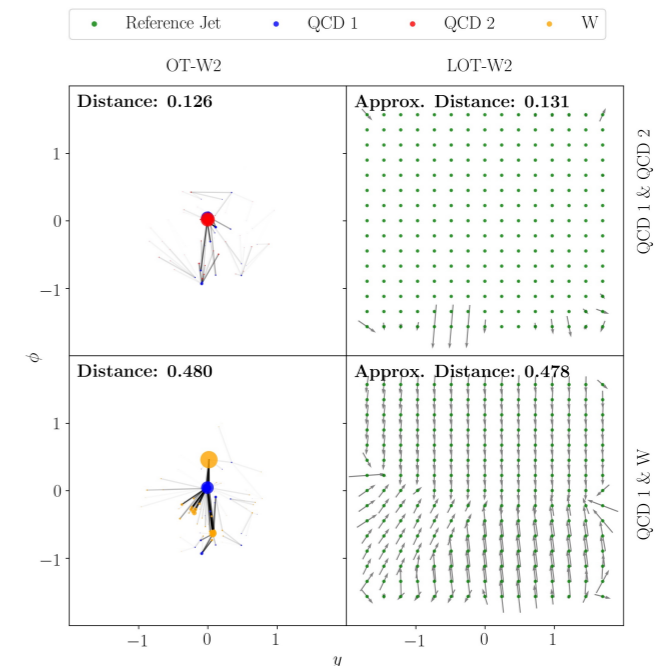 Reference Jet QCD 1 QCD 2 W
OT-W2 LOT-W2
Distance: 0.126 Approx. Distance: 0.131
1
0
−1
QCD 1 & QCD 2
ϕ
Distance: 0.480 Approx. Distance: 0.478
1
0
−1
QCD 1 & W
−1 0 1 −1 0 1
y